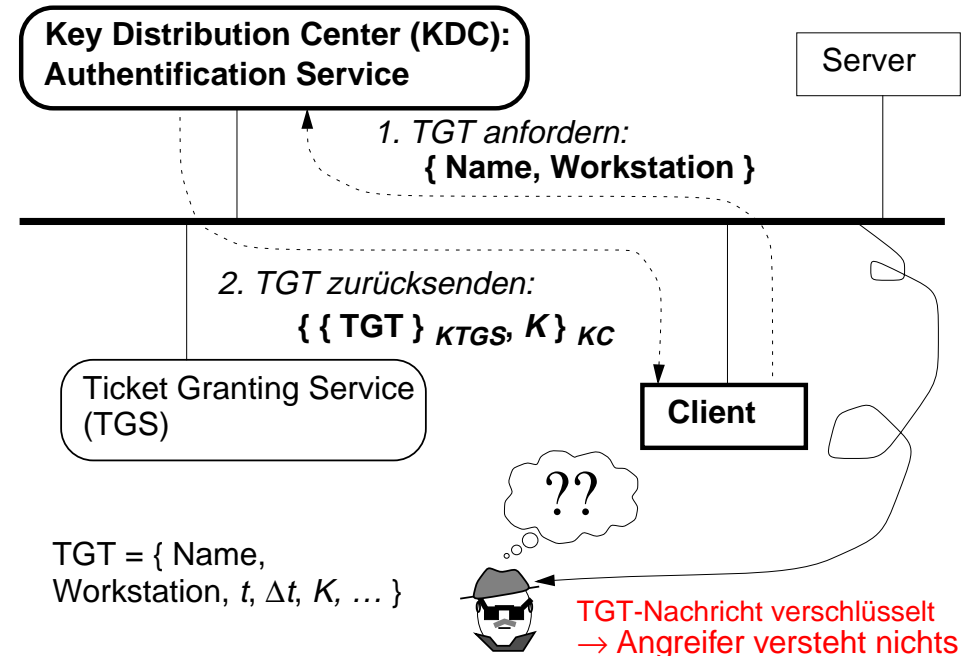 Key Distribution Center (KDC):
Authentification Service
Server
1. TGT anfordern:
{ Name, Workstation }
2. TGT zurücksenden:
{ { TGT } KTGS, K } KC
Ticket Granting Service
(TGS)
Client
??
TGT = { Name,
Workstation, t, Δt, K, … }
TGT-Nachricht verschlüsselt
→ Angreifer versteht nichts